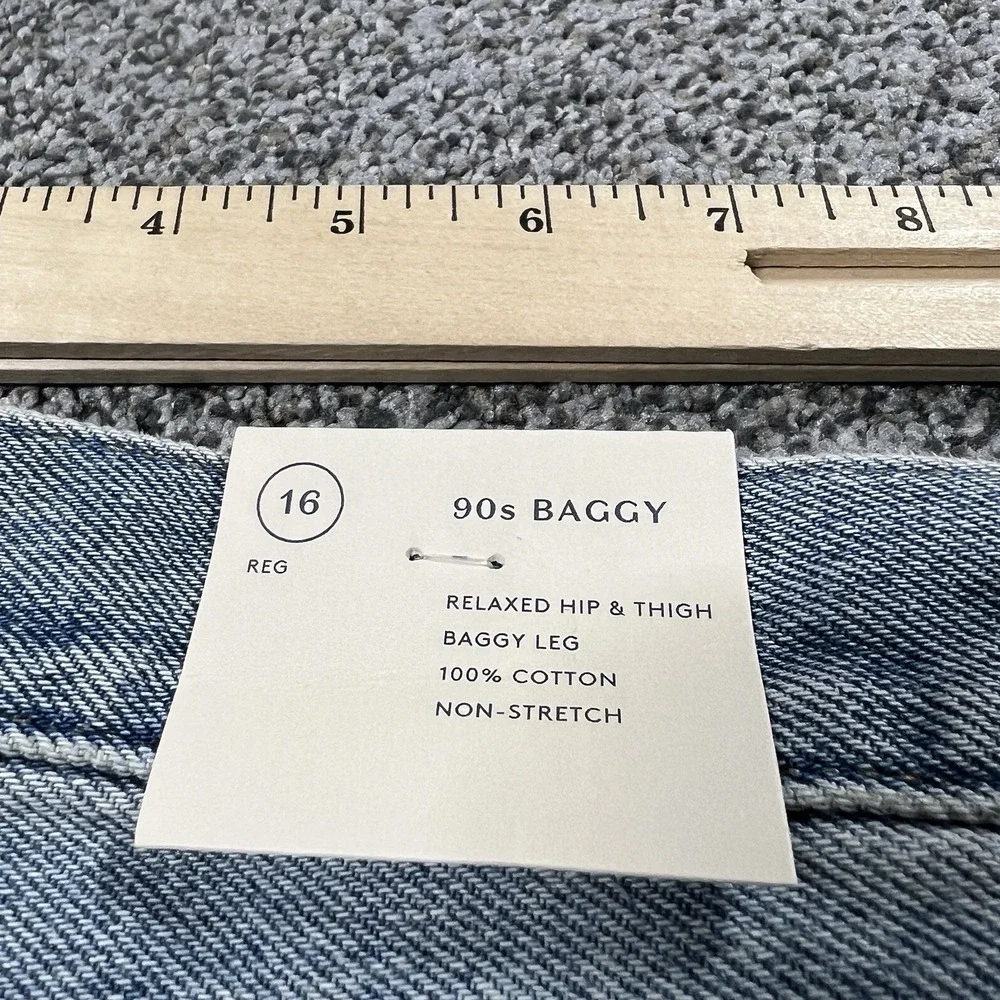 4 5 6 7 8
16
90s BAGGY
REG
RELAXED HIP & THIGH
BAGGY LEG
100% COTTON
NON-STRETCH